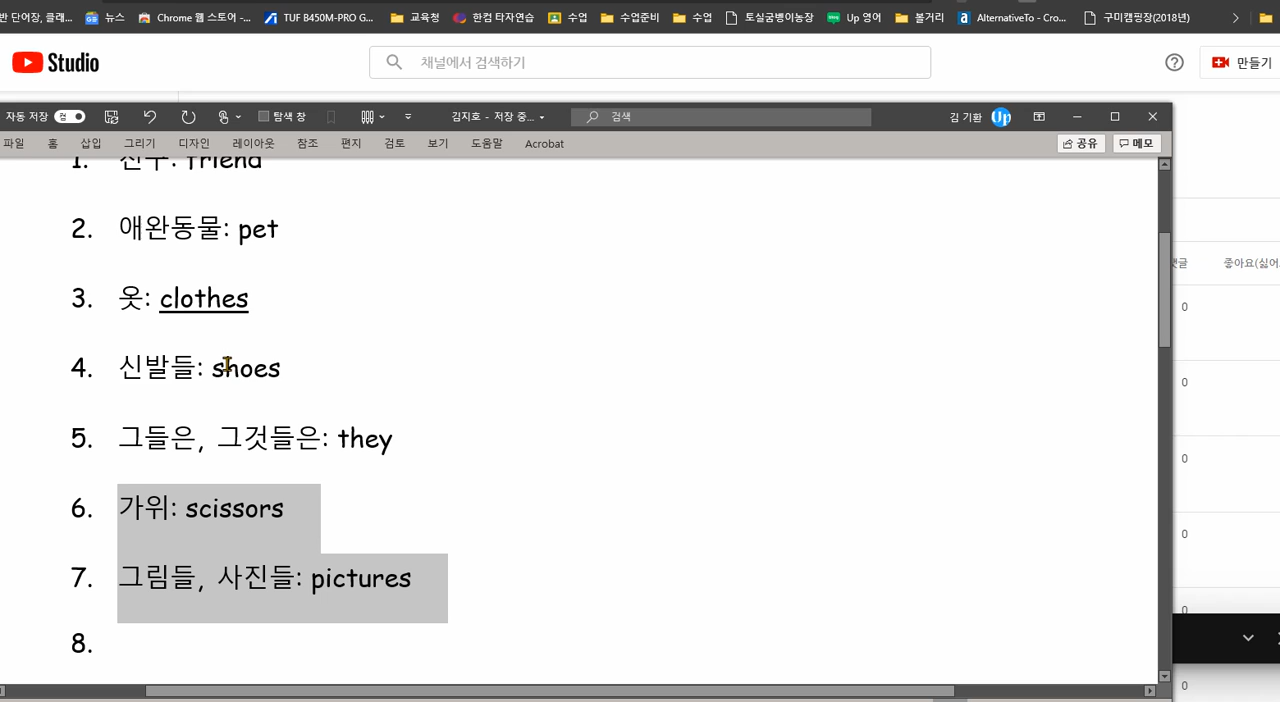 반 단어장, 클래... 뉴스 Chrome 웹 스토어 -... TUF B450M-PRO G... 교육청 한컴 타자연습 수업 수업준비 수업 토실굼벵이농장 Up 영어 볼거리 AlternativeTo - Cro... 구미캠핑장(2018년)
Studio 채널에서 검색하기 만들기
자동 저장 켬 탐색 창 김지호 - 저장 중... 검색 김 기환 Up
파일 홈 삽입 그리기 디자인 레이아웃 참조 편지 검토 보기 도움말 Acrobat 공유 메모
1. 친구: friend
2. 애완동물: pet
3. 옷: clothes
4. 신발들: shoes
5. 그들은, 그것들은: they
6. 가위: scissors
7. 그림들, 사진들: pictures
8.
댓글 좋아요(싫어
0
0
0
0
0
0